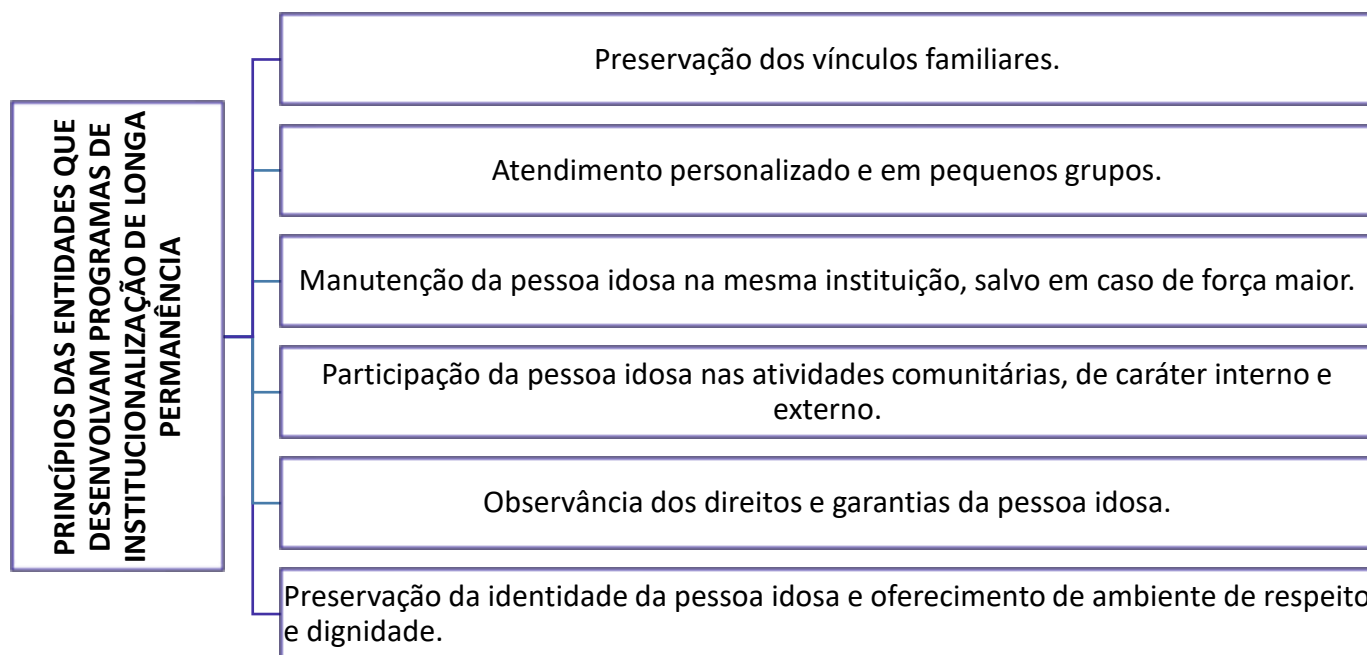 PRINCÍPIOS DAS ENTIDADES QUE
DESENVOLVAM PROGRAMAS DE
INSTITUCIONALIZAÇÃO DE LONGA
PERMANÊNCIA
Preservação dos vínculos familiares.
Atendimento personalizado e em pequenos grupos.
Manutenção da pessoa idosa na mesma instituição, salvo em caso de força maior.
Participação da pessoa idosa nas atividades comunitárias, de caráter interno e
externo.
Observância dos direitos e garantias da pessoa idosa.
Preservação da identidade da pessoa idosa e oferecimento de ambiente de respeito
e dignidade.